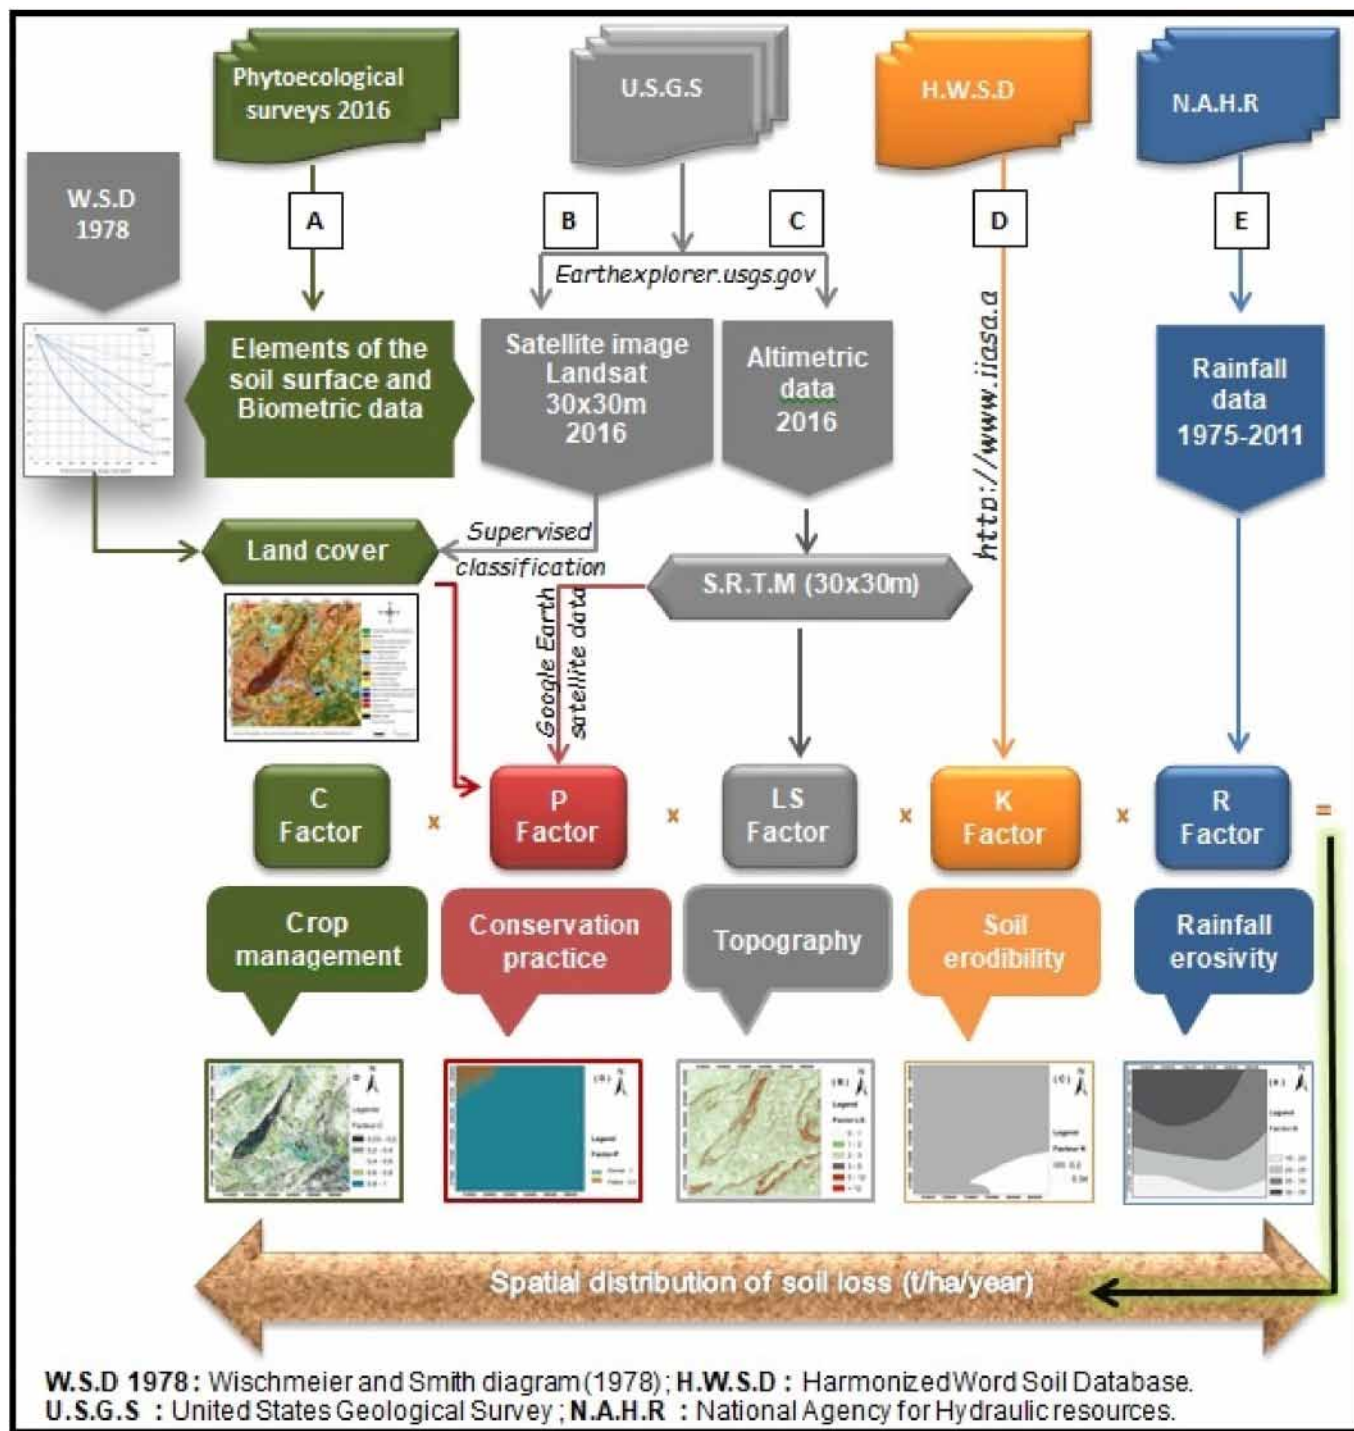 Phytoecological
surveys 2016
U.S.G.S
H.W.S.D
N.A.H.R
W.S.D
1978
A
B
C
D
E
Earthexplorer.usgs.gov
http://www.iiasa.a
Elements of the
soil surface and
Biometric data
Satellite image
Landsat
30x30m
2016
Altimetric
data
2016
Rainfall
data
1975-2011
Land cover
Supervised
classification
S.R.T.M (30x30m)
Google Earth
satellite data
C
Factor
x
P
Factor
x
LS
Factor
x
K
Factor
x
R
Factor
=
Crop
management
Conservation
practice
Topography
Soil
erodibility
Rainfall
erosivity
Spatial distribution of soil loss (t/ha/year)
W.S.D 1978 : Wischmeier and Smith diagram (1978) ; H.W.S.D : Harmonized Word Soil Database.
U.S.G.S : United States Geological Survey ; N.A.H.R : National Agency for Hydraulic resources.